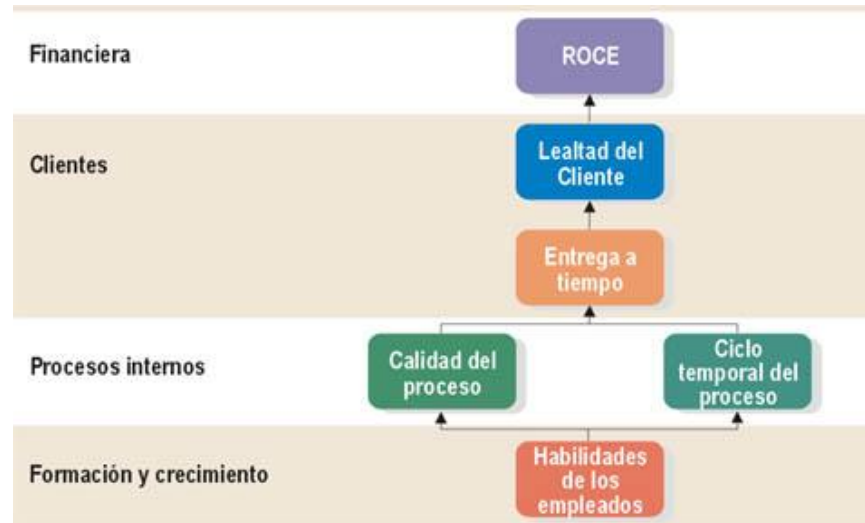 Financiera
ROCE
Clientes
Lealtad del
Cliente
Entrega a
tiempo
Procesos internos
Calidad del
proceso
Ciclo
temporal del
proceso
Formación y crecimiento
Habilidades
de los
empleados